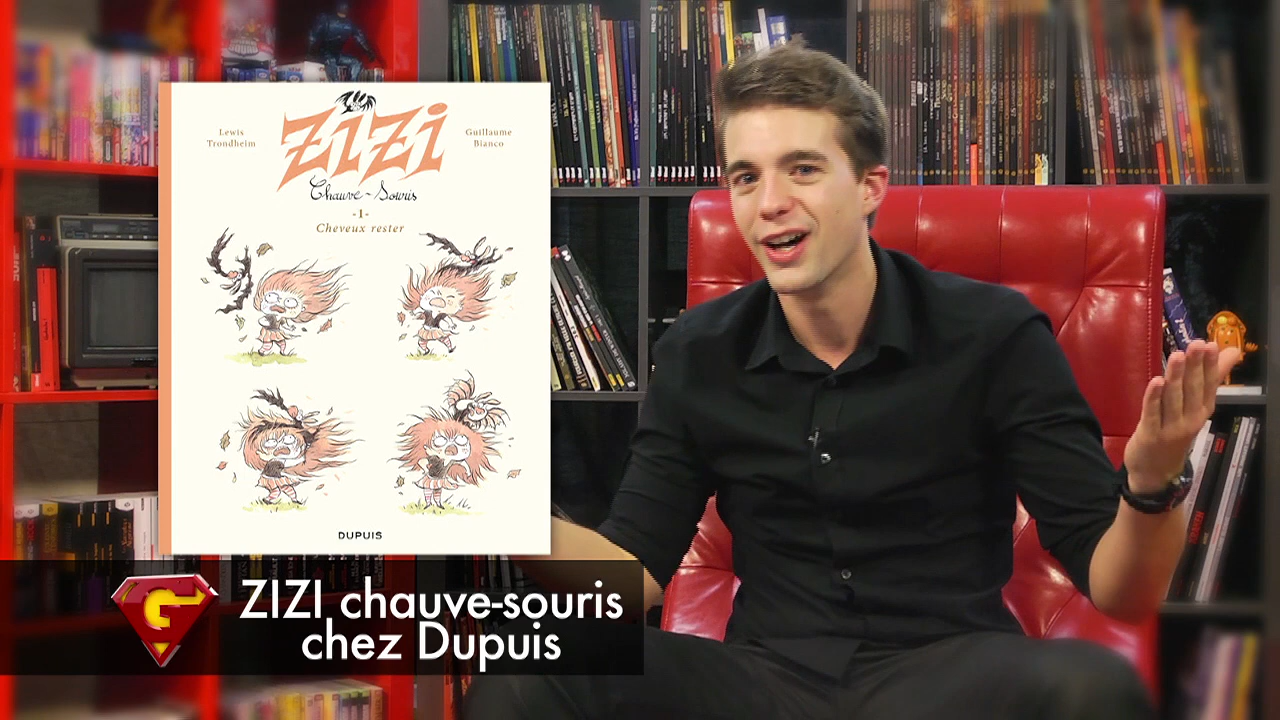 Lewis
Trondheim
ZIZI
Guillaume
Bianco
Chauve-Souris
-1-
Cheveux rester
DUPUIS
G
ZIZI chauve-souris
chez Dupuis